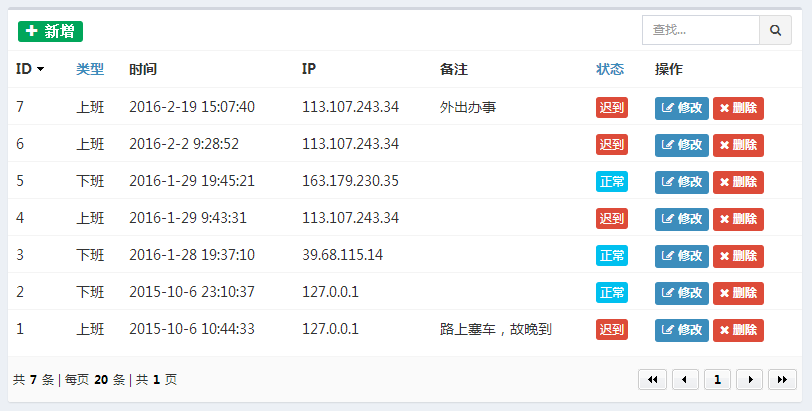 新增 查找...
ID 类型 时间 IP 备注 状态 操作
7 上班 2016-2-19 15:07:40 113.107.243.34 外出办事 迟到 修改 删除
6 上班 2016-2-2 9:28:52 113.107.243.34 迟到 修改 删除
5 下班 2016-1-29 19:45:21 163.179.230.35 正常 修改 删除
4 上班 2016-1-29 9:43:31 113.107.243.34 迟到 修改 删除
3 下班 2016-1-28 19:37:10 39.68.115.14 正常 修改 删除
2 下班 2015-10-6 23:10:37 127.0.0.1 正常 修改 删除
1 上班 2015-10-6 10:44:33 127.0.0.1 路上塞车，故晚到 迟到 修改 删除
共 7 条 | 每页 20 条 | 共 1 页 1